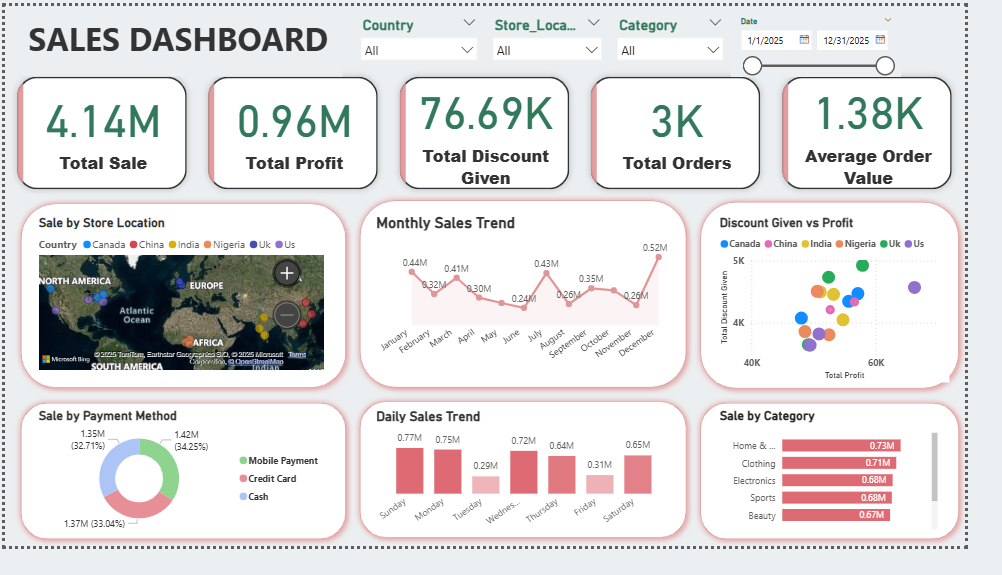 SALES DASHBOARD
Country
Store_Loca...
Category
Date
All
All
All
1/1/2025
12/31/2025
4.14M
Total Sale
0.96M
Total Profit
76.69K
Total Discount
Given
3K
Total Orders
1.38K
Average Order
Value
Sale by Store Location
Country Canada China India Nigeria Uk Us
NORTH AMERICA
EUROPE
Atlantic
Ocean
AFRICA
Microsoft Bing
© 2025 TomTom, Earthstar Geographics SIO, © 2025 Microsoft Terms
Corporation, © OpenStreetMap
SOUTH AMERICA
Indian
Monthly Sales Trend
0.44M
0.32M
0.41M
0.30M
0.24M
0.43M
0.26M
0.35M
0.26M
0.52M
January
February
March
April
May
June
July
August
September
October
November
December
Discount Given vs Profit
Canada China India Nigeria Uk Us
Total Discount Given
5K
4K
40K
60K
Total Profit
Sale by Payment Method
1.35M
(32.71%)
1.42M
(34.25%)
1.37M (33.04%)
Mobile Payment
Credit Card
Cash
Daily Sales Trend
0.77M
0.75M
0.29M
0.72M
0.64M
0.31M
0.65M
Sunday
Monday
Tuesday
Wednes...
Thursday
Friday
Saturday
Sale by Category
Home & ... 0.73M
Clothing 0.71M
Electronics 0.68M
Sports 0.68M
Beauty 0.67M